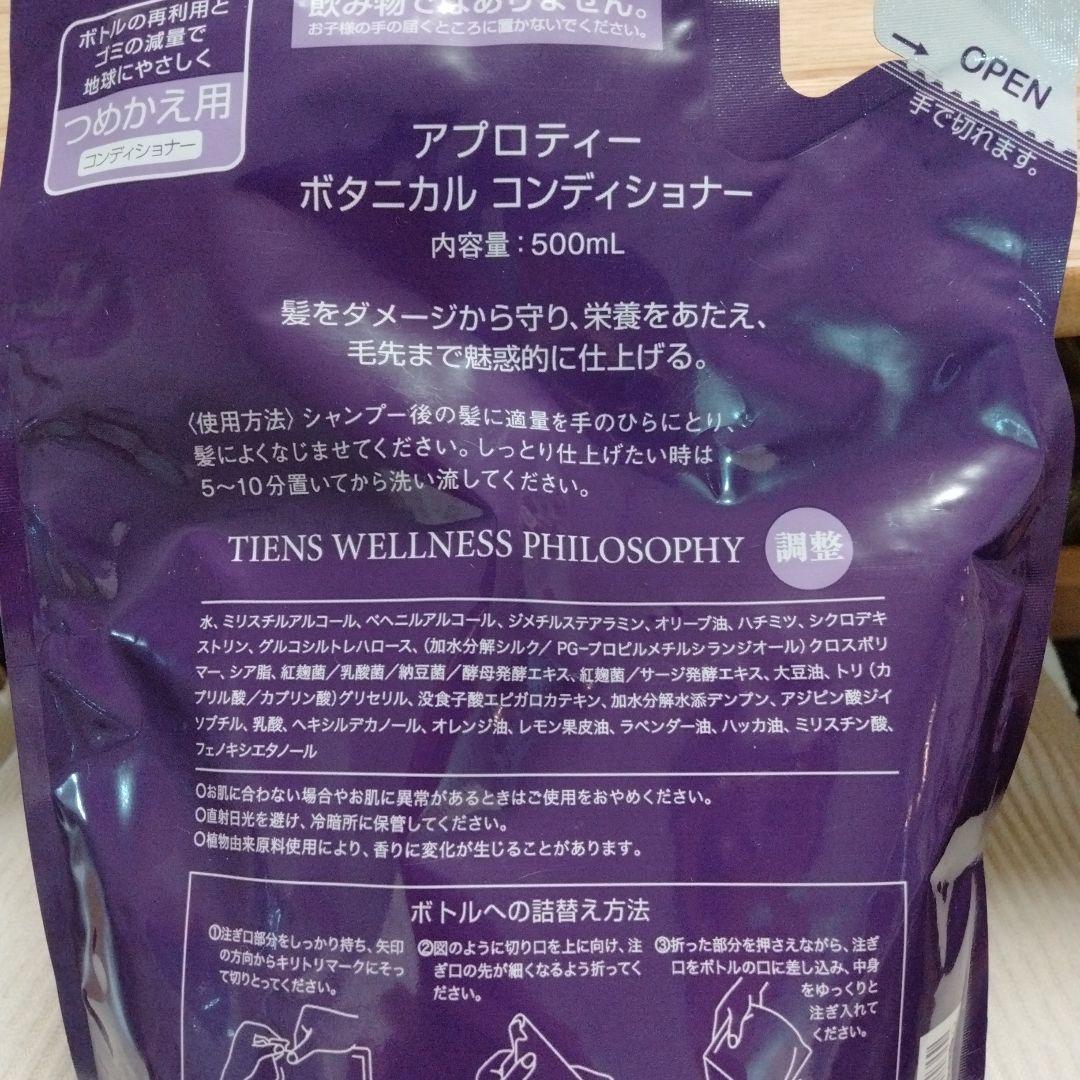 飲み物ではありません。
お子様の手の届くところに置かないでください。
ボトルの再利用と
ゴミの減量で
地球にやさしく
つめかえ用
コンディショナー
OPEN
手で切れます。
アプロティー
ボタニカル コンディショナー
内容量:500mL
髪をダメージから守り、栄養をあたえ、
毛先まで魅惑的に仕上げる。
〈使用方法〉シャンプー後の髪に適量を手のひらにとり、
髪によくなじませてください。しっとり仕上げたい時は
5〜10分置いてから洗い流してください。
TIENS WELLNESS PHILOSOPHY 調整
水、ミリスチルアルコール、ベヘニルアルコール、ジメチルステアラミン、オリーブ油、ハチミツ、シクロデキ
ストリン、グルコシルトレハロース、(加水分解シルク/PG-プロピルメチルシランジオール)クロスポリ
マー、シア脂、紅麹菌/乳酸菌/納豆菌/酵母発酵エキス、紅麹菌/サージ発酵エキス、大豆油、トリ(カ
プリル酸/カプリン酸)グリセリル、没食子酸エピガロカテキン、加水分解水添デンプン、アジピン酸ジイ
ソブチル、乳酸、ヘキシルデカノール、オレンジ油、レモン果皮油、ラベンダー油、ハッカ油、ミリスチン酸、
フェノキシエタノール
○お肌に合わない場合やお肌に異常があるときはご使用をおやめください。
○直射日光を避け、冷暗所に保管してください。
○植物由来原料使用により、香りに変化が生じることがあります。
ボトルへの詰替え方法
①注ぎ口部分をしっかり持ち、矢印
の方向からキリトリマークにそっ
て切りとってください。
②図のように切り口を上に向け、注
ぎ口の先が細くなるよう折ってく
ださい。
③折った部分を押さえながら、注ぎ
口をボトルの口に差し込み、中身
をゆっくりと
注ぎ入れて
ください。